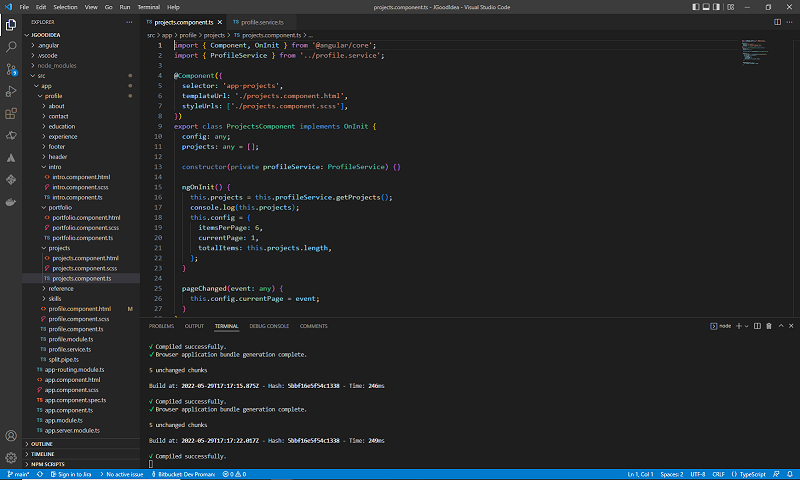 File Edit Selection View Go Run Terminal Help
projects.component.ts - JGoodIdea - Visual Studio Code
EXPLORER
JGOODIDEA
.angular
.vscode
node_modules
src
app
profile
about
contact
education
experience
footer
header
intro
intro.component.html
intro.component.scss
intro.component.ts
portfolio
portfolio.component.html
portfolio.component.scss
portfolio.component.ts
projects
projects.component.html
projects.component.scss
projects.component.ts
reference
skills
profile.component.html M
profile.component.scss
TS profile.component.ts
TS profile.module.ts
TS profile.service.ts
TS split.pipe.ts
TS app-routing.module.ts
app.component.html
app.component.scss
TS app.component.spec.ts
TS app.component.ts
TS app.module.ts
TS app.server.module.ts
OUTLINE
TIMELINE
NPM SCRIPTS
TS projects.component.ts × TS profile.service.ts
src > app > profile > projects > TS projects.component.ts > ...
1 import { Component, OnInit } from '@angular/core';
2 import { ProfileService } from '../profile.service';
3
4 @Component({
5 selector: 'app-projects',
6 templateUrl: './projects.component.html',
7 styleUrls: ['./projects.component.scss'],
8 })
9 export class ProjectsComponent implements OnInit {
10 config: any;
11 projects: any = [];
12
13 constructor(private profileService: ProfileService) {}
14
15 ngOnInit() {
16 this.projects = this.profileService.getProjects();
17 console.log(this.projects);
18 this.config = {
19 itemsPerPage: 6,
20 currentPage: 1,
21 totalItems: this.projects.length,
22 };
23 }
24
25 pageChanged(event: any) {
26 this.config.currentPage = event;
27 }
PROBLEMS OUTPUT TERMINAL DEBUG CONSOLE COMMENTS
node
√ Compiled successfully.
✓ Browser application bundle generation complete.
5 unchanged chunks
Build at: 2022-05-29T17:17:15.875Z - Hash: 5bbf16e5f54c1338 - Time: 246ms
√ Compiled successfully.
✓ Browser application bundle generation complete.
5 unchanged chunks
Build at: 2022-05-29T17:17:22.017Z - Hash: 5bbf16e5f54c1338 - Time: 249ms
√ Compiled successfully.
main* Sign in to Jira No active issue Bitbucket: Dev Promani: 0 0
Ln 1, Col 1 Spaces: 2 UTF-8 CRLF { } TypeScript